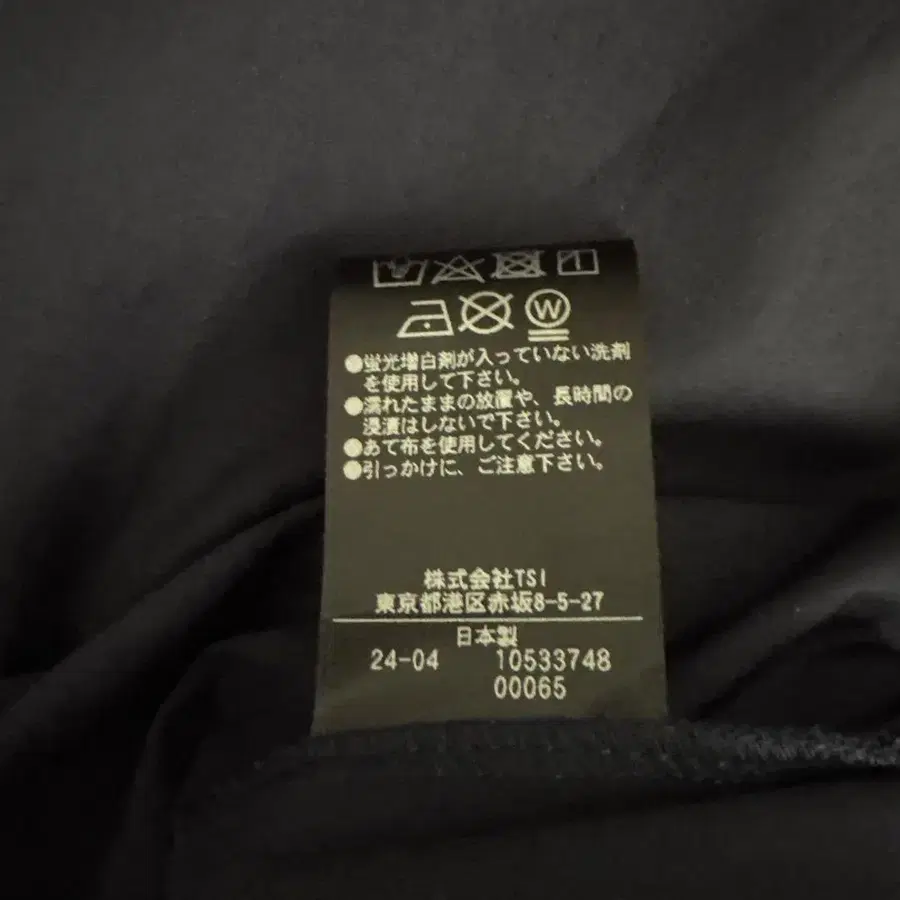 W
●蛍光増白剤が入っていない洗剤
を使用して下さい。
●濡れたままの放置や、長時間の
浸漬はしないで下さい。
●あて布を使用してください。
●引っかけに、ご注意下さい。
株式会社TSI
東京都港区赤坂8-5-27
日本製
24-04 10533748
00065